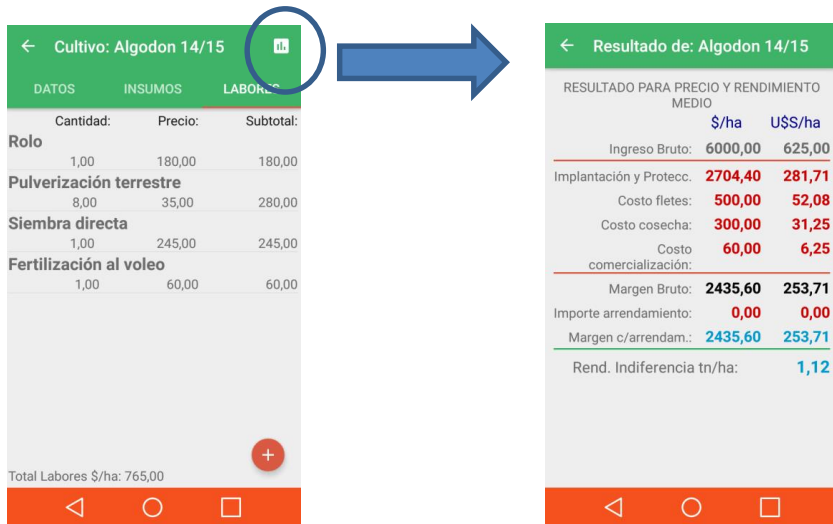 Cultivo: Algodon 14/15
DATOS INSUMOS LABORES
Cantidad: Precio: Subtotal:
Rolo
1,00 180,00 180,00
Pulverización terrestre
8,00 35,00 280,00
Siembra directa
1,00 245,00 245,00
Fertilización al voleo
1,00 60,00 60,00
+
Total Labores $/ha: 765,00
Resultado de: Algodon 14/15
RESULTADO PARA PRECIO Y RENDIMIENTO
MEDIO
$/ha U$S/ha
Ingreso Bruto: 6000,00 625,00
Implantación y Protecc. 2704,40 281,71
Costo fletes: 500,00 52,08
Costo cosecha: 300,00 31,25
Costo 60,00 6,25
comercialización:
Margen Bruto: 2435,60 253,71
Importe arrendamiento: 0,00 0,00
Margen c/arrendam.: 2435,60 253,71
Rend. Indiferencia tn/ha: 1,12